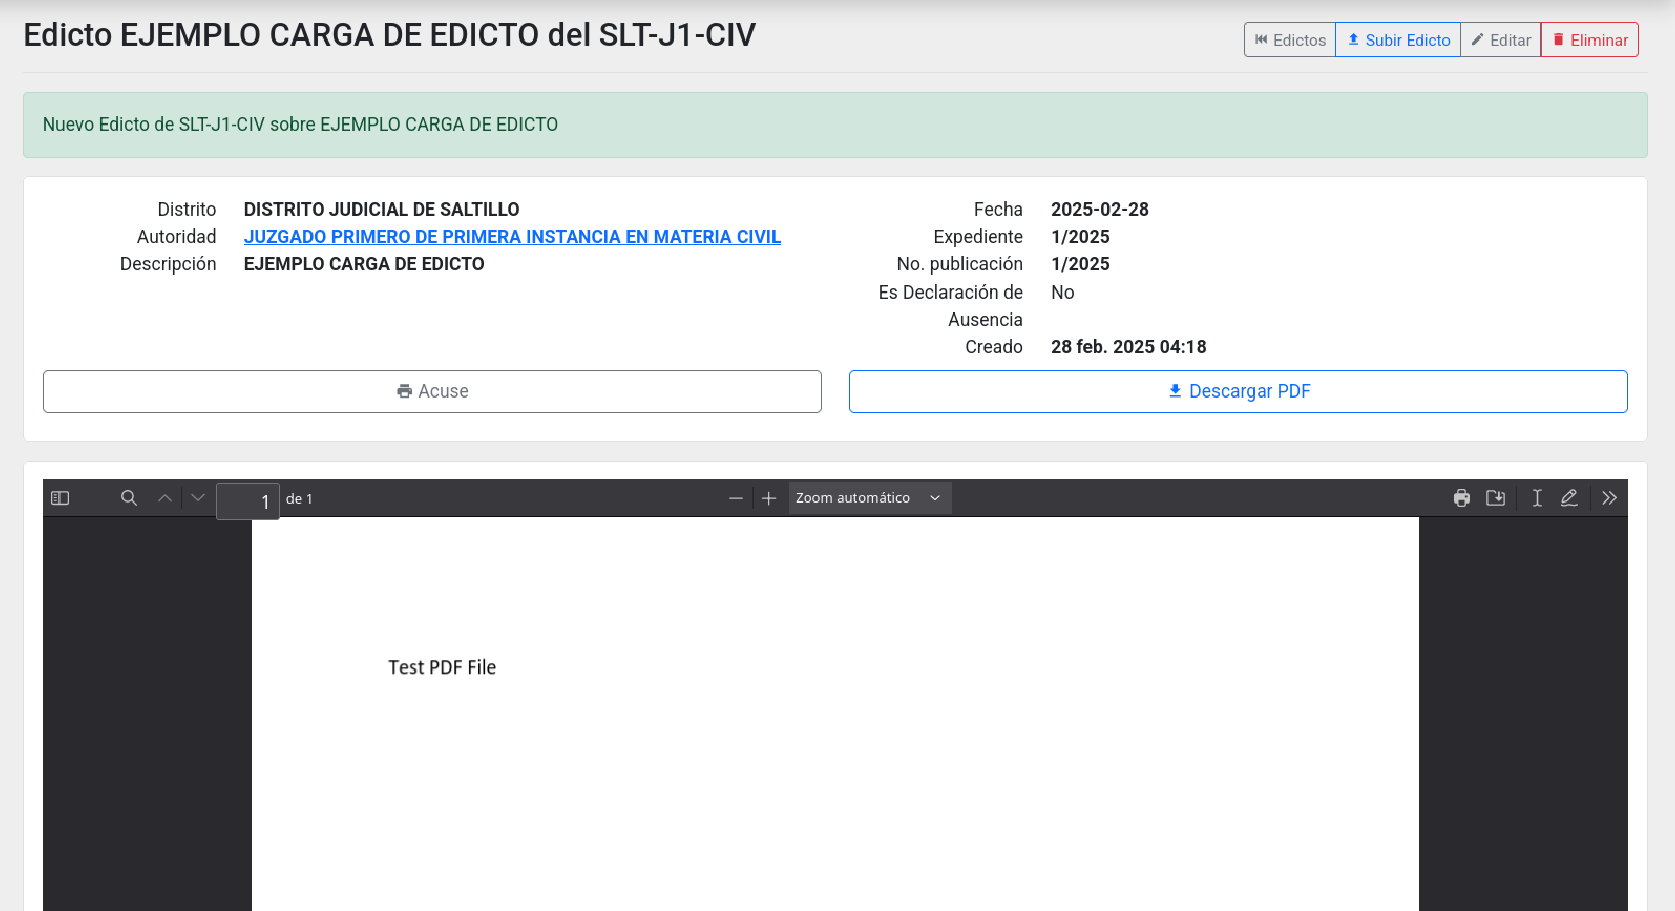 Edicto EJEMPLO CARGA DE EDICTO del SLT-J1-CIV
Edictos
Subir Edicto
Editar
Eliminar
Nuevo Edicto de SLT-J1-CIV sobre EJEMPLO CARGA DE EDICTO
Distrito DISTRITO JUDICIAL DE SALTILLO
Autoridad JUZGADO PRIMERO DE PRIMERA INSTANCIA EN MATERIA CIVIL
Descripción EJEMPLO CARGA DE EDICTO
Fecha 2025-02-28
Expediente 1/2025
No. publicación 1/2025
Es Declaración de No
Ausencia
Creado 28 feb. 2025 04:18
Acuse
Descargar PDF
1 de 1
Zoom automático
Test PDF File